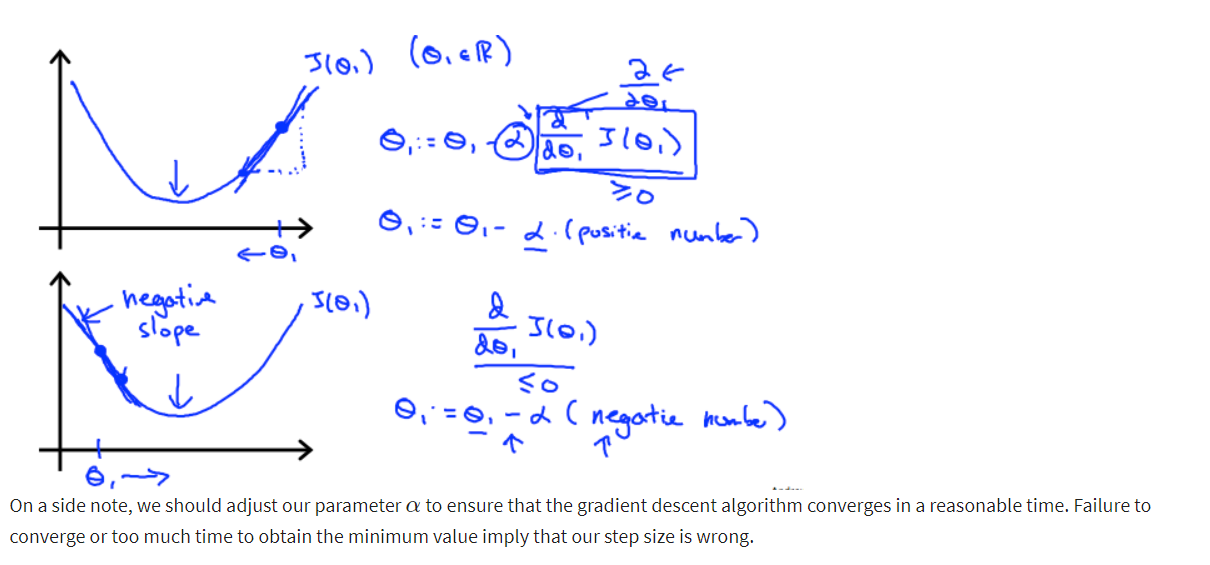 J(θ₁) (θ₁ ∈ ℝ)
∂/∂θ₁ ←
θ₁ := θ₁ - α d/dθ₁ J(θ₁)
≥ 0
θ₁ := θ₁ - α · (positive number)
← θ₁
negative slope
J(θ₁)
d/dθ₁ J(θ₁)
≤ 0
θ₁ := θ₁ - α (negative number)
θ₁ →
On a side note, we should adjust our parameter α to ensure that the gradient descent algorithm converges in a reasonable time. Failure to
converge or too much time to obtain the minimum value imply that our step size is wrong.